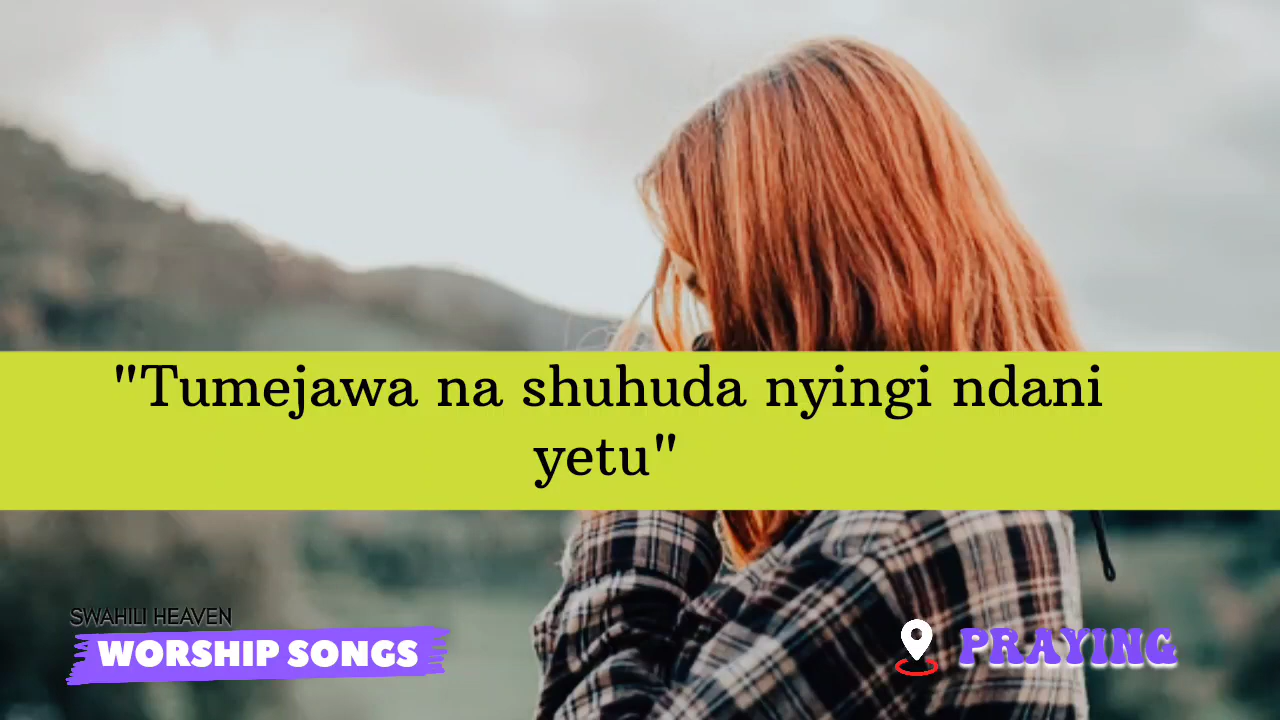 "Tumejawa na shuhuda nyingi ndani
yetu"
SWAHILI HEAVEN
WORSHIP SONGS
PRAYING